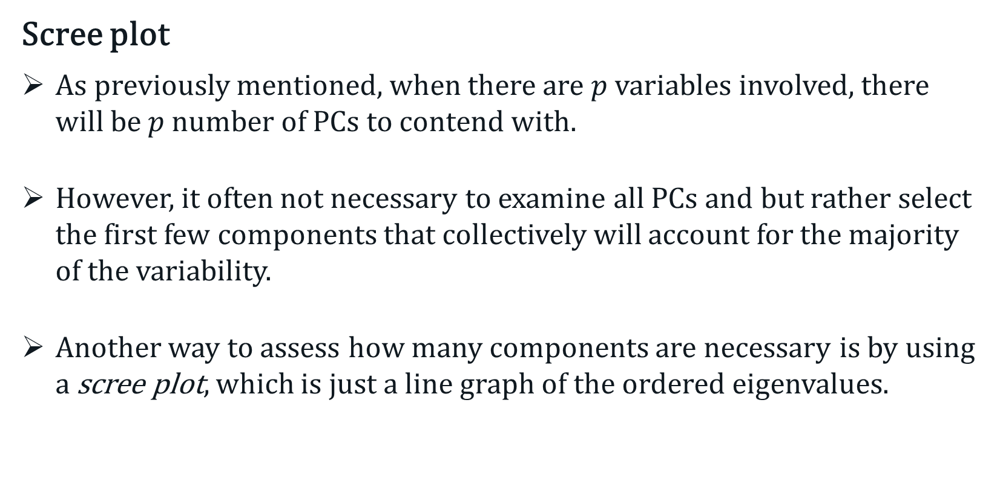 Scree plot
➢ As previously mentioned, when there are p variables involved, there
will be p number of PCs to contend with.
➢ However, it often not necessary to examine all PCs and but rather select
the first few components that collectively will account for the majority
of the variability.
➢ Another way to assess how many components are necessary is by using
a scree plot, which is just a line graph of the ordered eigenvalues.